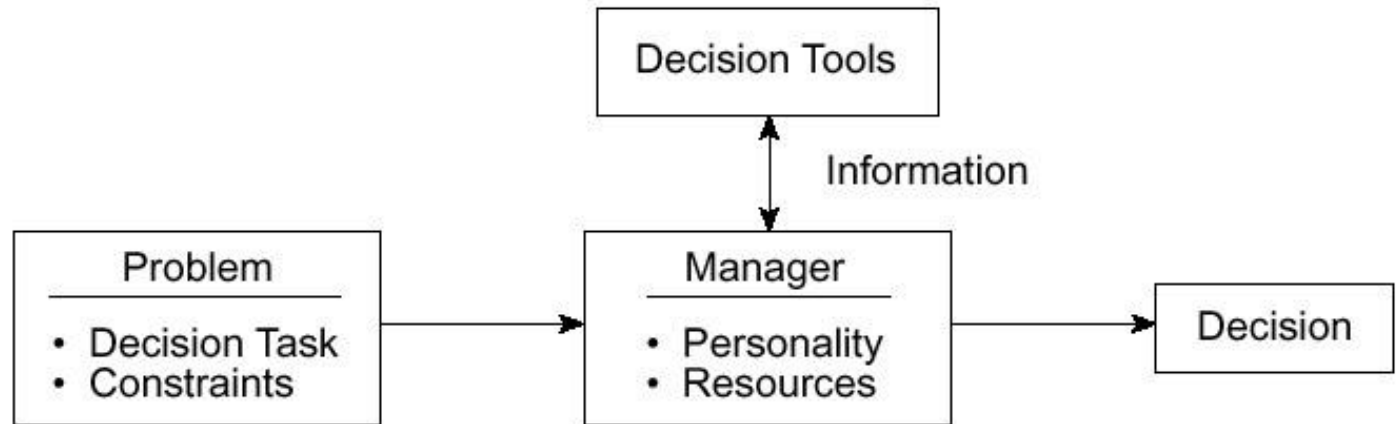 Decision Tools
Information
Problem
• Decision Task
• Constraints
Manager
• Personality
• Resources
Decision